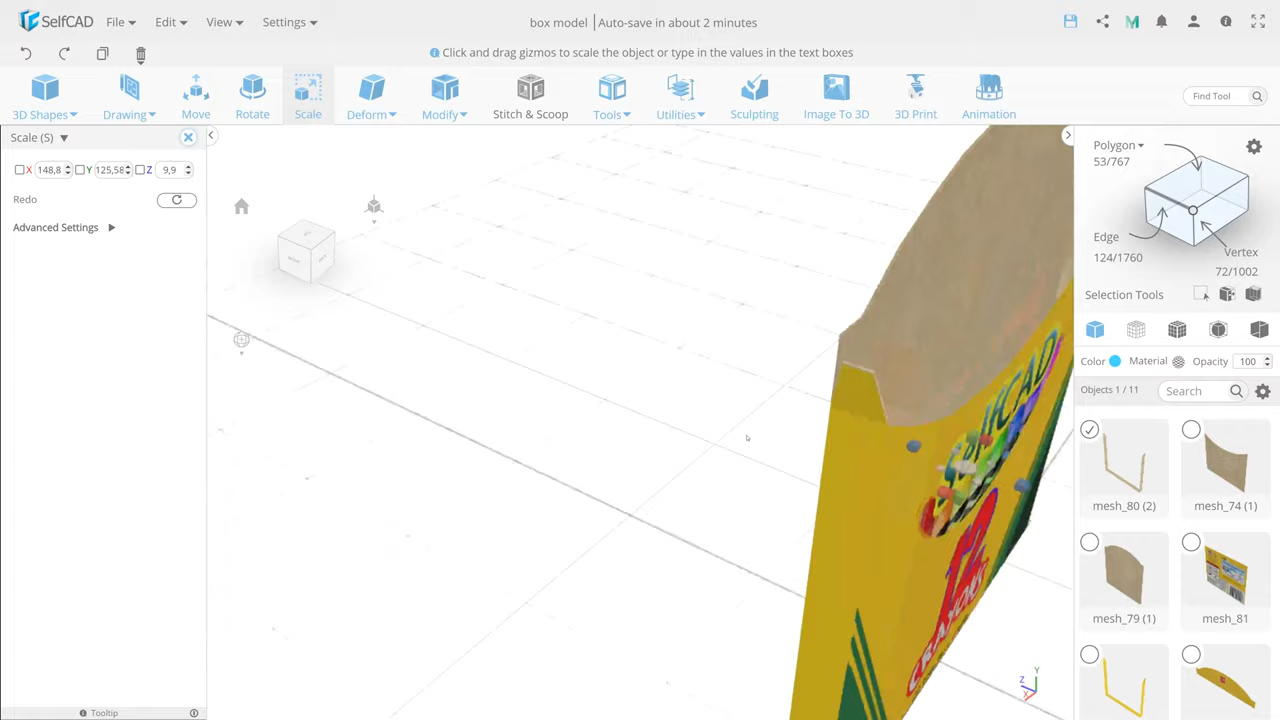 SelfCAD File Edit View Settings box model Auto-save in about 2 minutes
Click and drag gizmos to scale the object or type in the values in the text boxes
3D Shapes Drawing Move Rotate Scale Deform Modify Stitch & Scoop Tools Utilities Sculpting Image To 3D 3D Print Animation Find Tool
Scale (S)
X 148,8 Y 125,58 Z 9,9
Redo
Advanced Settings
Tooltip
Polygon
53/767
Edge
124/1760
Vertex
72/1002
Selection Tools
Color Material Opacity 100
Objects 1 / 11 Search
mesh_80 (2) mesh_74 (1)
mesh_79 (1) mesh_81
CRAYONS
Y
Z
X